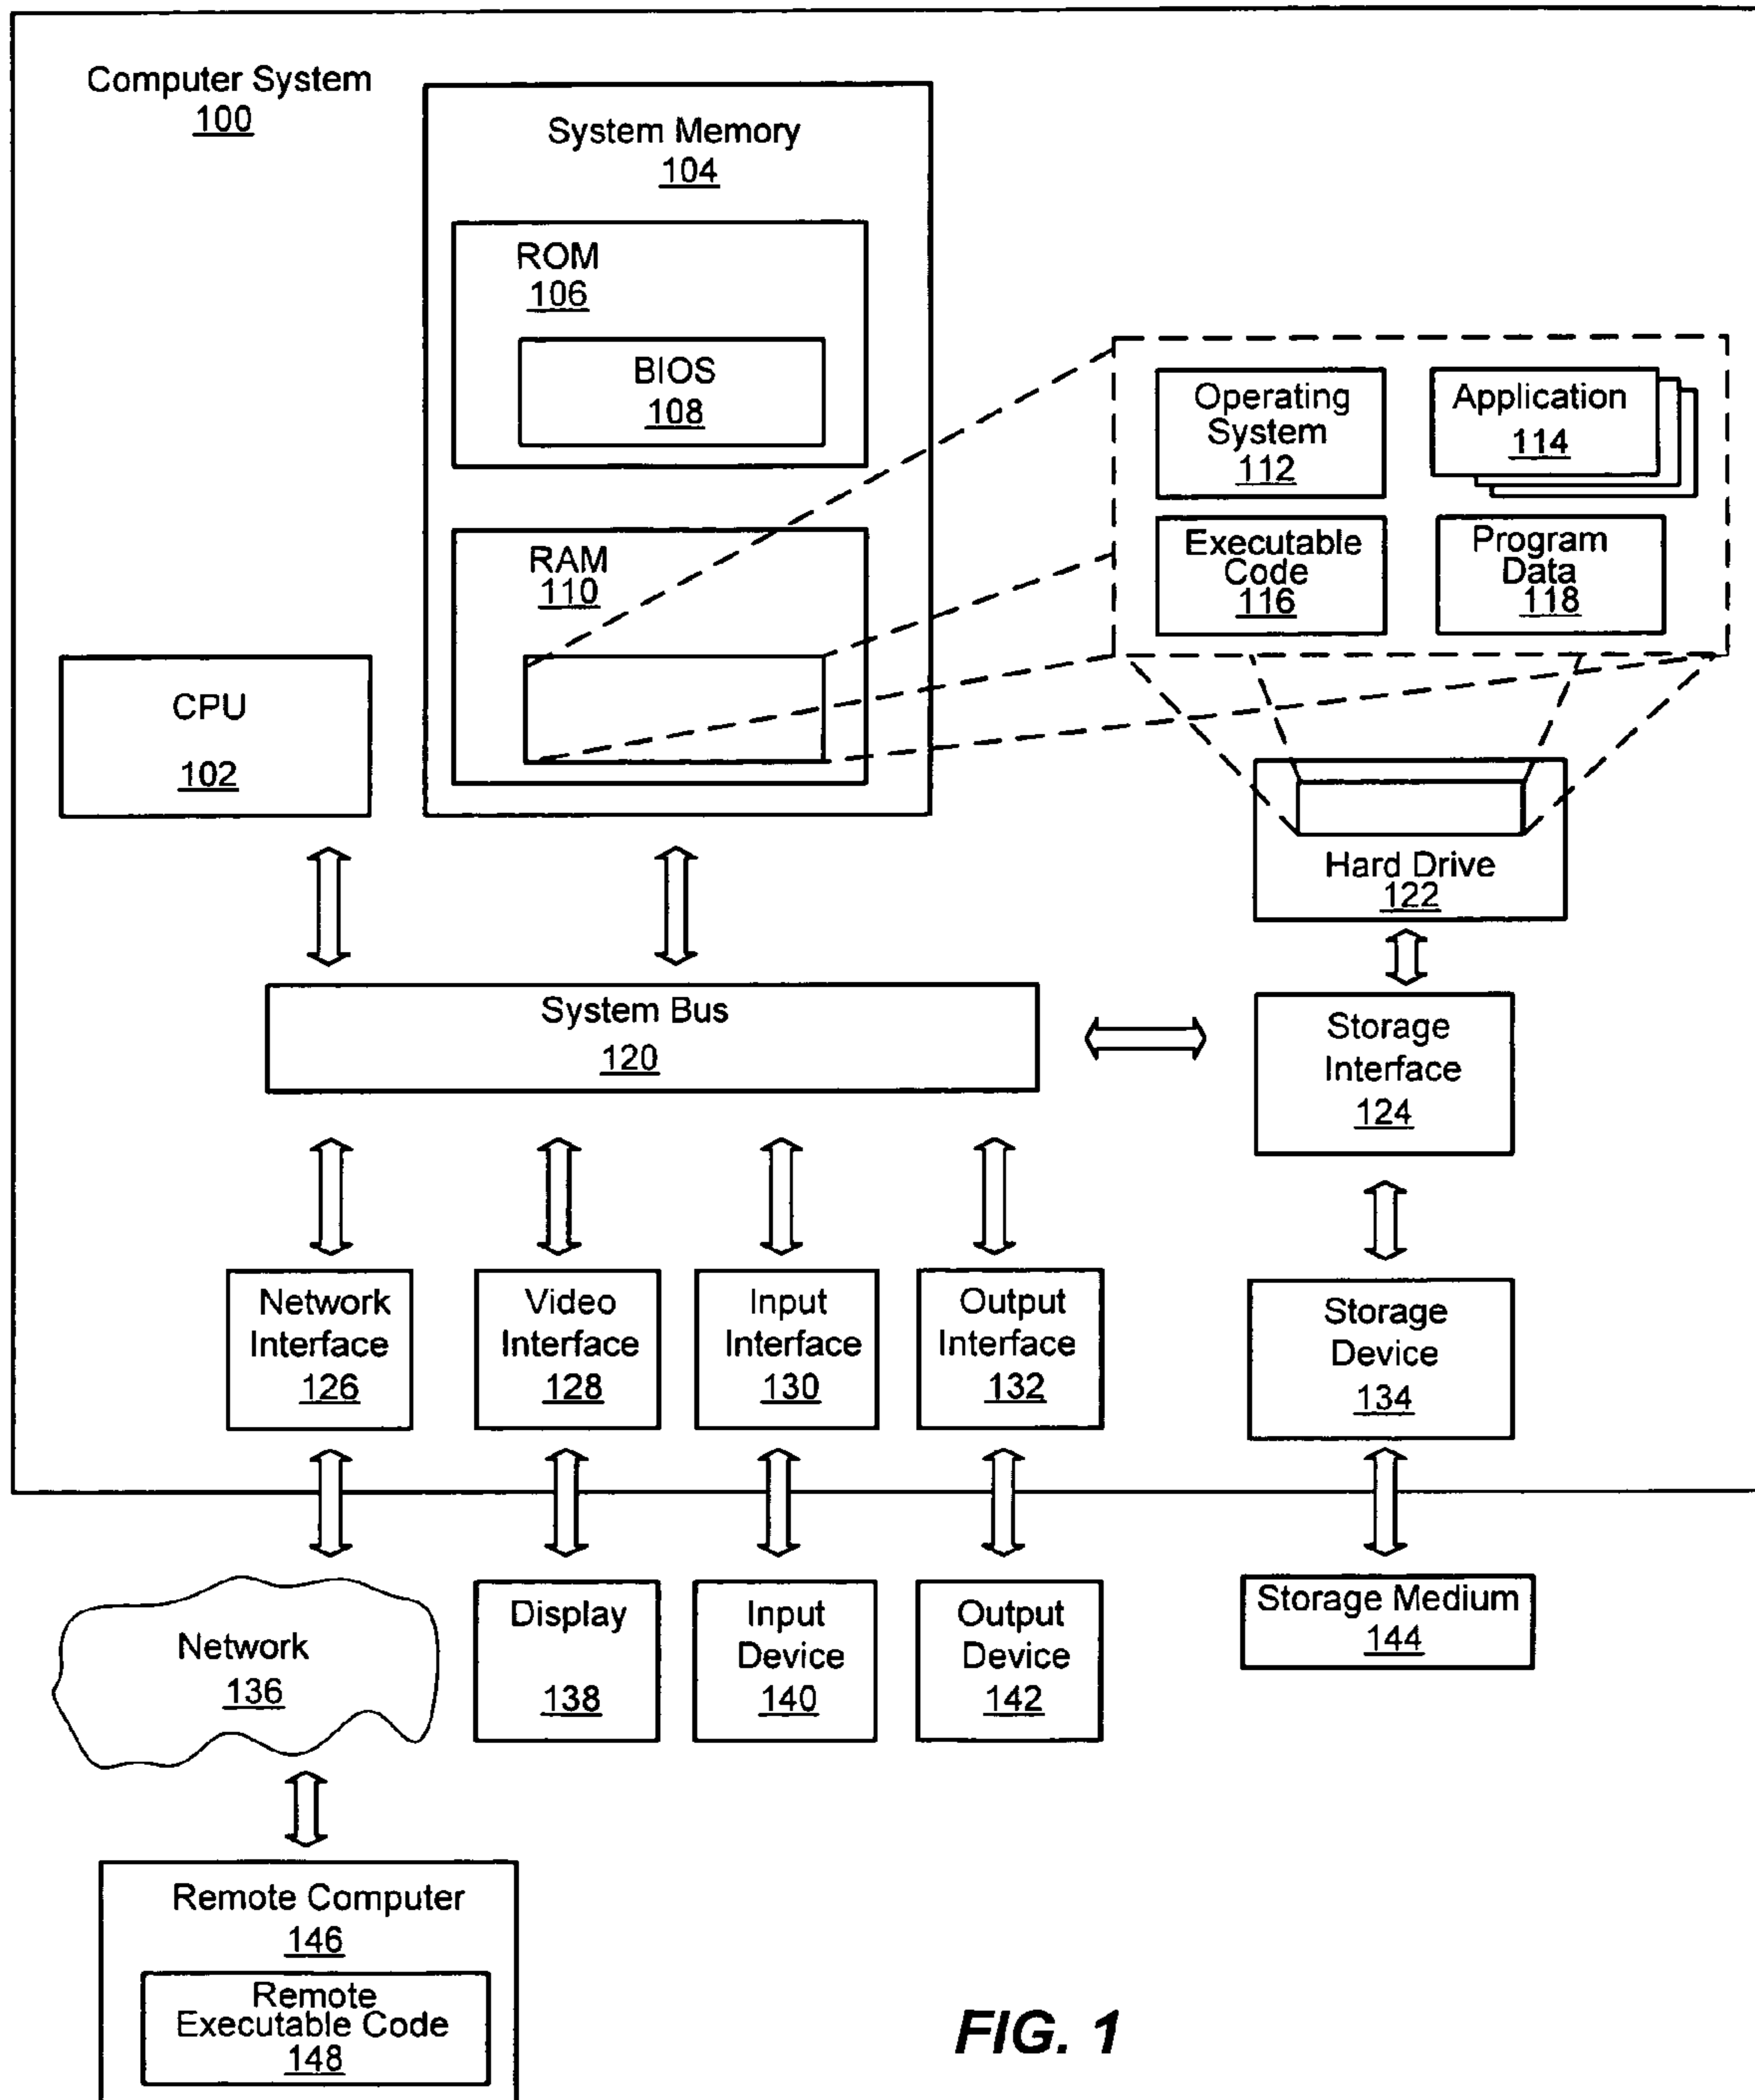 Computer System
100
System Memory
104
ROM
106
BIOS
108
RAM
110
Operating
System
112
Application
114
Executable
Code
116
Program
Data
118
CPU
102
Hard Drive
122
System Bus
120
Storage
Interface
124
Network
Interface
126
Video
Interface
128
Input
Interface
130
Output
Interface
132
Storage
Device
134
Network
136
Display
138
Input
Device
140
Output
Device
142
Storage Medium
144
Remote Computer
146
Remote
Executable Code
148
FIG. 1